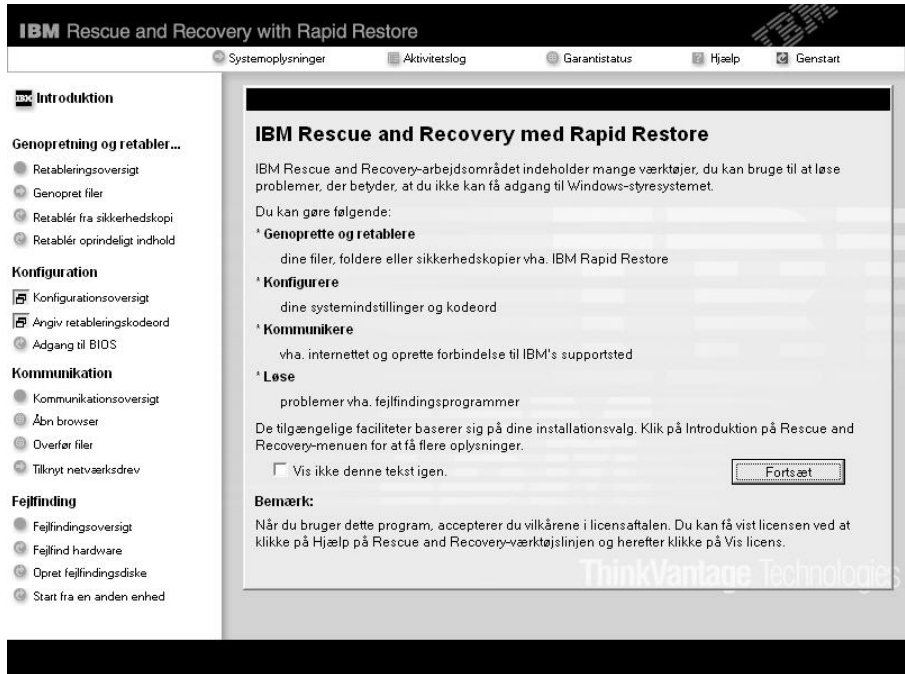 IBM Rescue and Recovery with Rapid Restore
IBM
Systemoplysninger
Aktivitetslog
Garantistatus
Hjælp
Genstart
Introduktion
Genopretning og retabler...
Retableringsoversigt
Genopret filer
Retablér fra sikkerhedskopi
Retablér oprindeligt indhold
Konfiguration
Konfigurationsoversigt
Angiv retableringskodeord
Adgang til BIOS
Kommunikation
Kommunikationsoversigt
Åbn browser
Overfør filer
Tilknyt netværksdrev
Fejlfinding
Fejlfindingsoversigt
Fejlfind hardware
Opret fejlfindingsdiske
Start fra en anden enhed
IBM Rescue and Recovery med Rapid Restore
IBM Rescue and Recovery-arbejdsområdet indeholder mange værktøjer, du kan bruge til at løse
problemer, der betyder, at du ikke kan få adgang til Windows-styresystemet.
Du kan gøre følgende:
* Genoprette og retablere
dine filer, foldere eller sikkerhedskopier vha. IBM Rapid Restore
* Konfigurere
dine systemindstillinger og kodeord
* Kommunikere
vha. internettet og oprette forbindelse til IBM's supportsted
* Løse
problemer vha. fejlfindingsprogrammer
De tilgængelige faciliteter baserer sig på dine installationsvalg. Klik på Introduktion på Rescue and
Recovery-menuen for at få flere oplysninger.
Vis ikke denne tekst igen.
Fortsæt
Bemærk:
Når du bruger dette program, accepterer du vilkårene i licensaftalen. Du kan få vist licensen ved at
klikke på Hjælp på Rescue and Recovery-værktøjslinjen og herefter klikke på Vis licens.
ThinkVantage Technologies